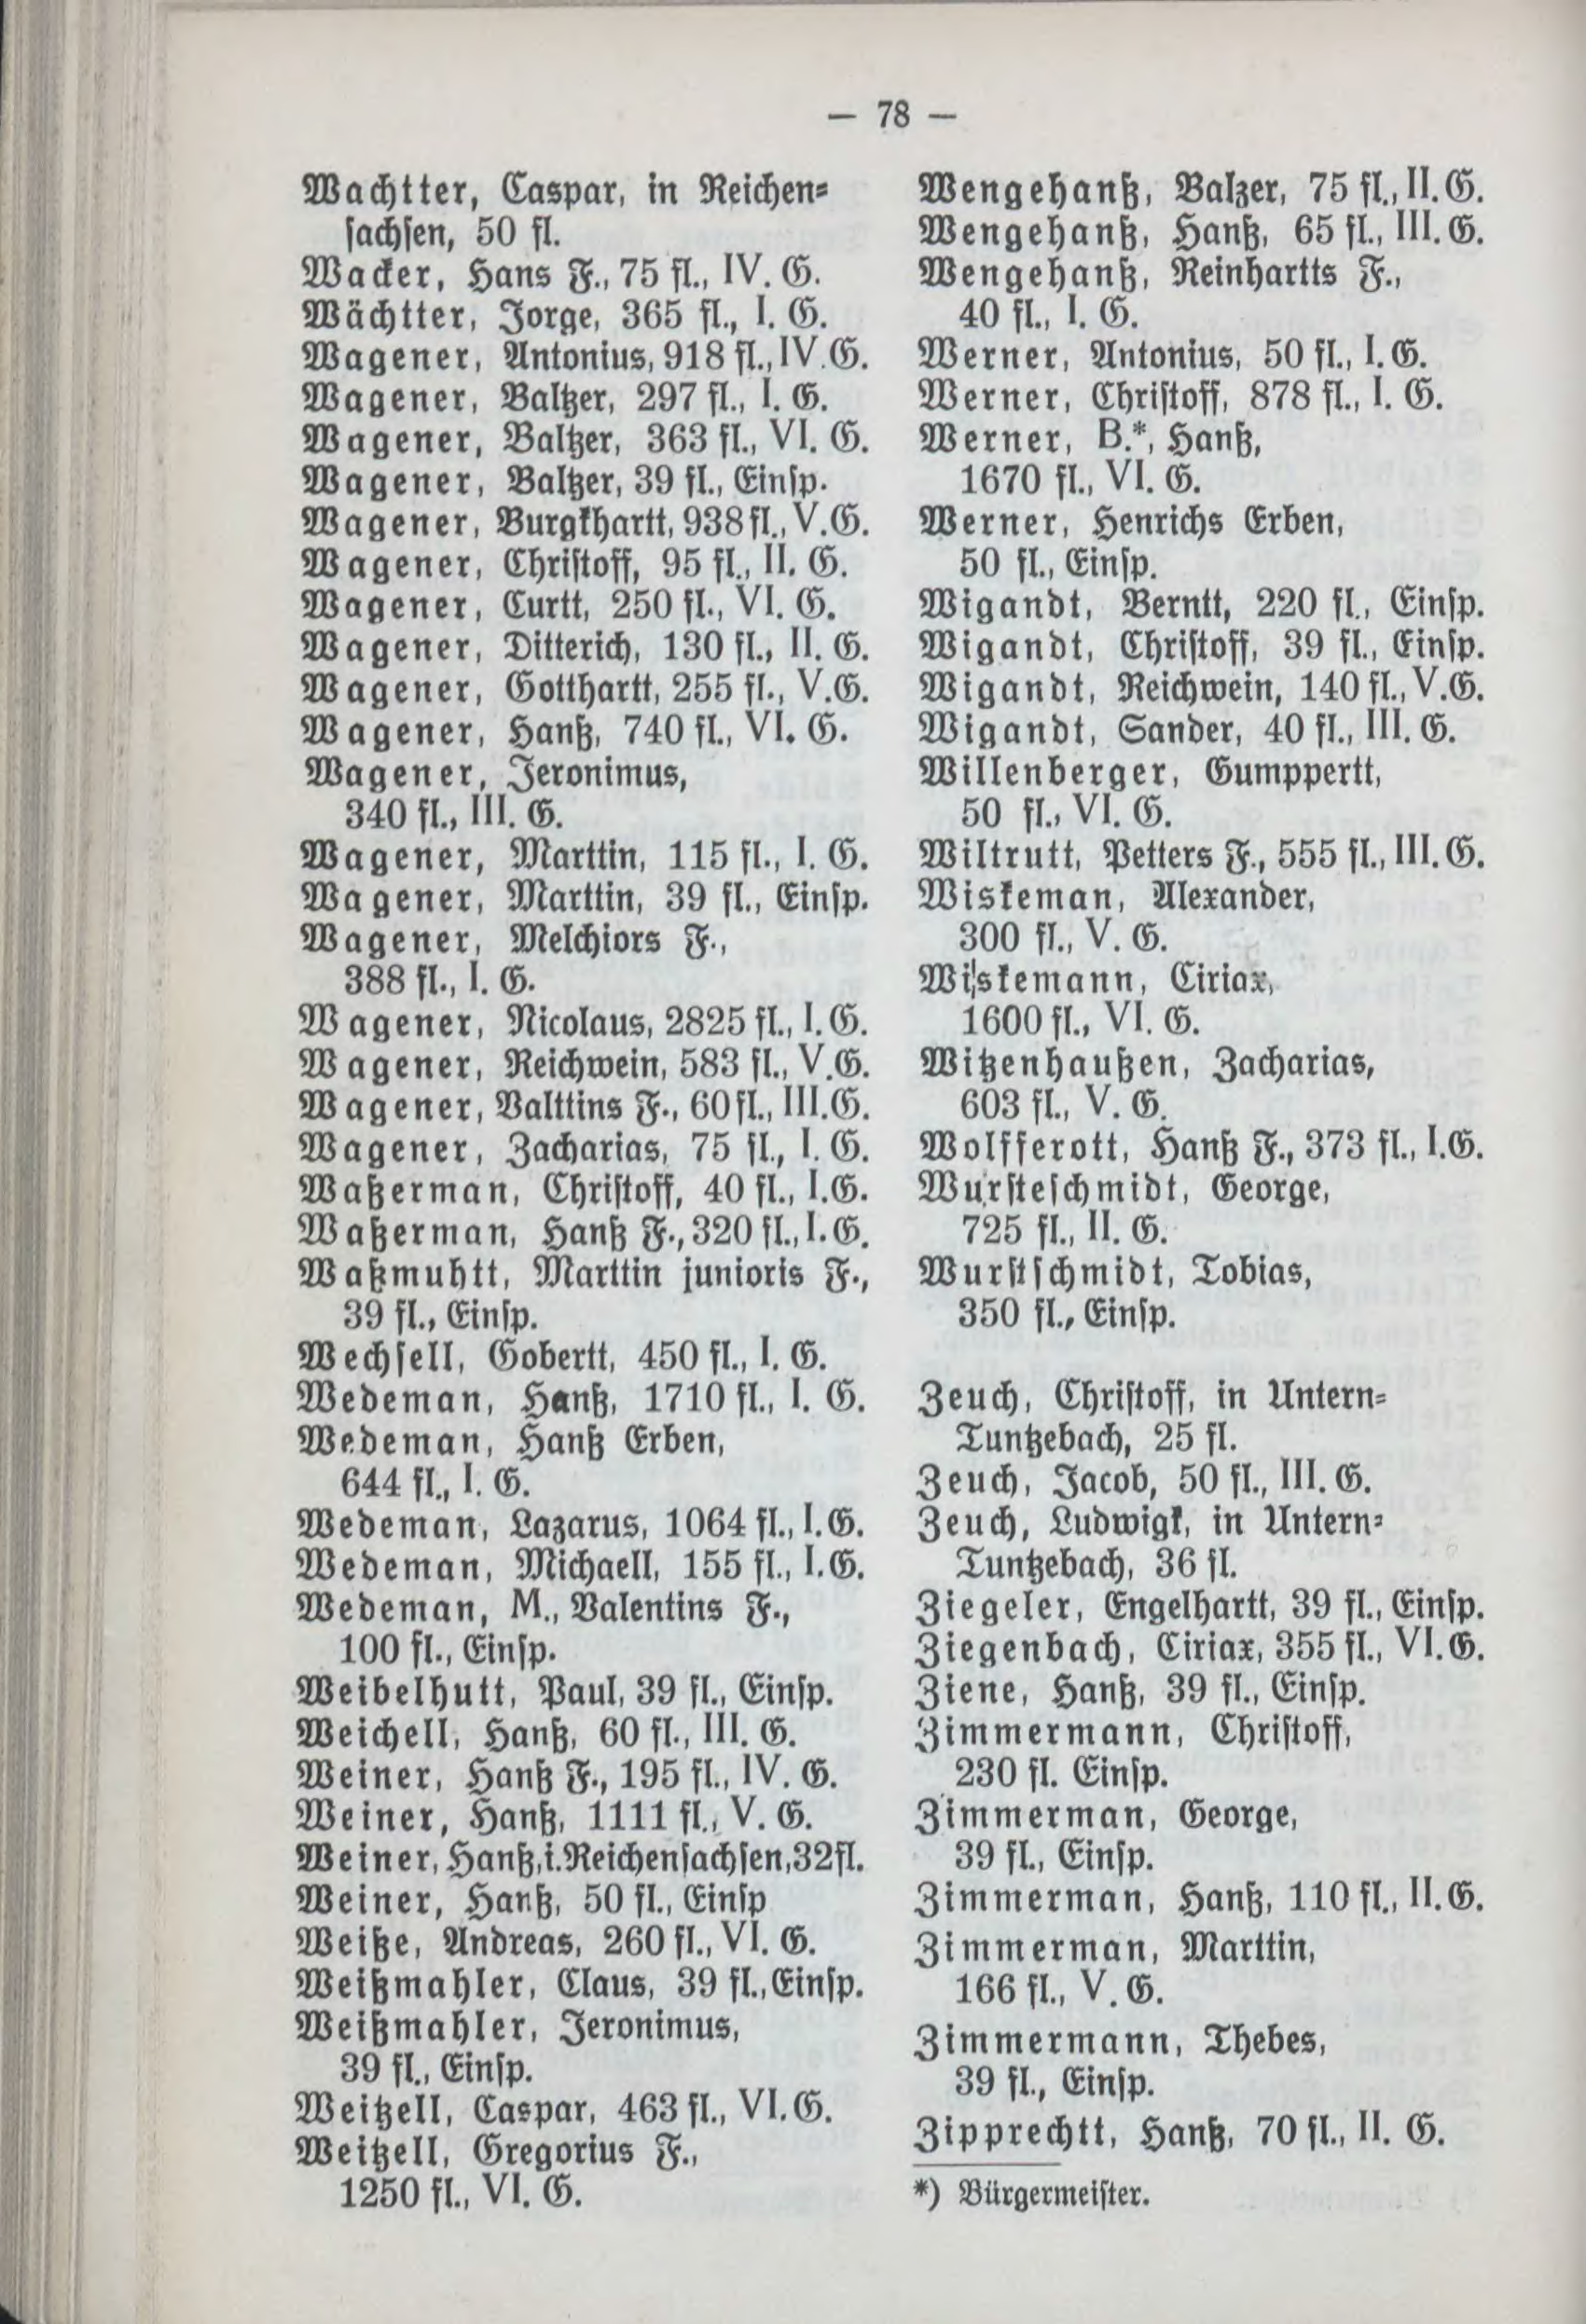 — 78 —
Wachtter, Caspar, in Reichen=
sachsen, 50 fl.
Wacker, Hans F., 75 fl., IV. G.
Wächtter, Jorge, 365 fl., I. G.
Wagener, Antonius, 918 fl., IV. G.
Wagener, Baltzer, 297 fl., I. G.
Wagener, Baltzer, 363 fl., VI. G.
Wagener, Baltzer, 39 fl., Einsp.
Wagener, Burgkhartt, 938 fl., V. G.
Wagener, Christoff, 95 fl., II. G.
Wagener, Curtt, 250 fl., VI. G.
Wagener, Ditterich, 130 fl., II. G.
Wagener, Gotthartt, 255 fl., V. G.
Wagener, Hanß, 740 fl., VI. G.
Wagener, Jeronimus,
340 fl., III. G.
Wagener, Marttin, 115 fl., I. G.
Wagener, Marttin, 39 fl., Einsp.
Wagener, Melchiors F.,
388 fl., I. G.
Wagener, Nicolaus, 2825 fl., I. G.
Wagener, Reichwein, 583 fl., V. G.
Wagener, Valttins F., 60 fl., III. G.
Wagener, Zacharias, 75 fl., I. G.
Waßerman, Christoff, 40 fl., I. G.
Waßerman, Hanß F., 320 fl., I. G.
Waßmuhtt, Marttin junioris F.,
39 fl., Einsp.
Wechsell, Gobertt, 450 fl., I. G.
Wedeman, Hanß, 1710 fl., I. G.
Wedeman, Hanß Erben,
644 fl., I. G.
Wedeman, Lazarus, 1064 fl., I. G.
Wedeman, Michaell, 155 fl., I. G.
Wedeman, M., Valentins F.,
100 fl., Einsp.
Weibelhutt, Paul, 39 fl., Einsp.
Weichell, Hanß, 60 fl., III. G.
Weiner, Hanß F., 195 fl., IV. G.
Weiner, Hanß, 1111 fl., V. G.
Weiner, Hanß, i. Reichensachsen, 32 fl.
Weiner, Hanß, 50 fl., Einsp
Weiße, Andreas, 260 fl., VI. G.
Weißmahler, Claus, 39 fl., Einsp.
Weißmahler, Jeronimus,
39 fl., Einsp.
Weitzell, Caspar, 463 fl., VI. G.
Weitzell, Gregorius F.,
1250 fl., VI. G.
Wengehanß, Balzer, 75 fl., II. G.
Wengehanß, Hanß, 65 fl., III. G.
Wengehanß, Reinhartts F.,
40 fl., I. G.
Werner, Antonius, 50 fl., I. G.
Werner, Christoff, 878 fl., I. G.
Werner, B.*, Hanß,
1670 fl., VI. G.
Werner, Henrichs Erben,
50 fl., Einsp.
Wigandt, Berntt, 220 fl., Einsp.
Wigandt, Christoff, 39 fl., Einsp.
Wigandt, Reichwein, 140 fl., V. G.
Wigandt, Sander, 40 fl., III. G.
Willenberger, Gumppertt,
50 fl., VI. G.
Wiltrutt, Petters F., 555 fl., III. G.
Wiskeman, Alexander,
300 fl., V. G.
Wiskemann, Ciriax,
1600 fl., VI. G.
Witzenhaußen, Zacharias,
603 fl., V. G.
Wolfferott, Hanß F., 373 fl., I. G.
Wursteschmidt, George,
725 fl., II. G.
Wurstschmidt, Tobias,
350 fl., Einsp.
Zeuch, Christoff, in Untern=
Tuntzebach, 25 fl.
Zeuch, Jacob, 50 fl., III. G.
Zeuch, Ludwigk, in Untern=
Tuntzebach, 36 fl.
Ziegeler, Engelhartt, 39 fl., Einsp.
Ziegenbach, Ciriax, 355 fl., VI. G.
Ziene, Hanß, 39 fl., Einsp.
Zimmermann, Christoff,
230 fl. Einsp.
Zimmerman, George,
39 fl., Einsp.
Zimmerman, Hanß, 110 fl., II. G.
Zimmerman, Marttin,
166 fl., V. G.
Zimmermann, Thebes,
39 fl., Einsp.
Zipprechtt, Hanß, 70 fl., II. G.
*) Bürgermeister.